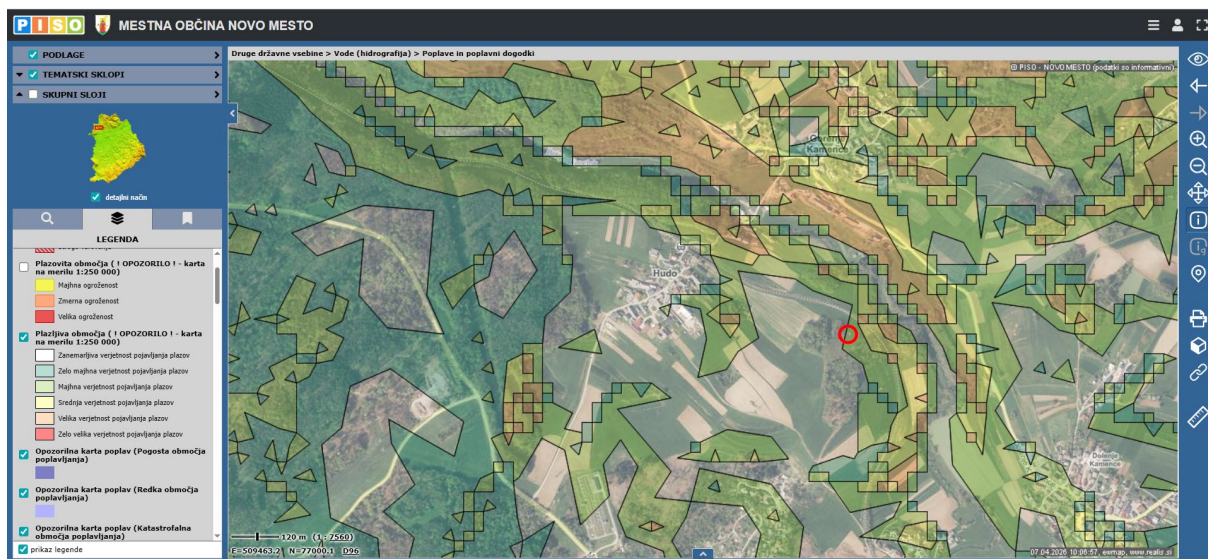 PISO MESTNA OBČINA NOVO MESTO
PODLAGE
TEMATSKI SKLOPI
SKUPNI SLOJI
detajlni način
LEGENDA
Plazovita območja ( ! OPOZORILO ! - karta
na merilu 1:250 000)
Majhna ogroženost
Zmerna ogroženost
Velika ogroženost
Plazljiva območja ( ! OPOZORILO ! - karta
na merilu 1:250 000)
Zanemarljiva verjetnost pojavljanja plazov
Zelo majhna verjetnost pojavljanja plazov
Majhna verjetnost pojavljanja plazov
Srednja verjetnost pojavljanja plazov
Velika verjetnost pojavljanja plazov
Zelo velika verjetnost pojavljanja plazov
Opozorilna karta poplav (Pogosta območja
poplavljanja)
Opozorilna karta poplav (Redka območja
poplavljanja)
Opozorilna karta poplav (Katastrofalna
območja poplavljanja)
prikaz legende
Druge državne vsebine > Vode (hidrografija) > Poplave in poplavni dogodki
PISO - NOVO MESTO (podatki so informativni)
Gorenje
Kamence
Hudo
Dolenje
Kamence
120 m (1 : 7560)
E=509463.2 N=77000.1 D96
07.04.2026 10:06:57, ewmap, www.realis.si